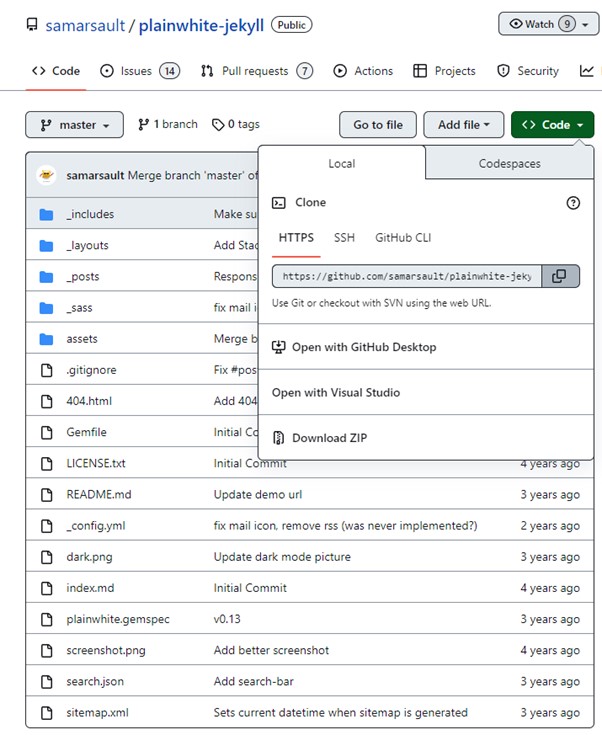 samarsault / plainwhite-jekyll Public
Watch 9
Code Issues 14 Pull requests 7 Actions Projects Security
master 1 branch 0 tags Go to file Add file Code
samarsault Merge branch 'master' of
Local Codespaces
Clone
HTTPS SSH GitHub CLI
https://github.com/samarsault/plainwhite-jeky
Use Git or checkout with SVN using the web URL.
Open with GitHub Desktop
Open with Visual Studio
Download ZIP
_includes Make su
_layouts Add Stac
_posts Respons
_sass fix mail i
assets Merge b
.gitignore Fix #pos
404.html Add 404
Gemfile Initial Co
LICENSE.txt Initial Commit 4 years ago
README.md Update demo url 3 years ago
_config.yml fix mail icon, remove rss (was never implemented?) 2 years ago
dark.png Update dark mode picture 3 years ago
index.md Initial Commit 4 years ago
plainwhite.gemspec v0.13 3 years ago
screenshot.png Add better screenshot 4 years ago
search.json Add search-bar 3 years ago
sitemap.xml Sets current datetime when sitemap is generated 3 years ago